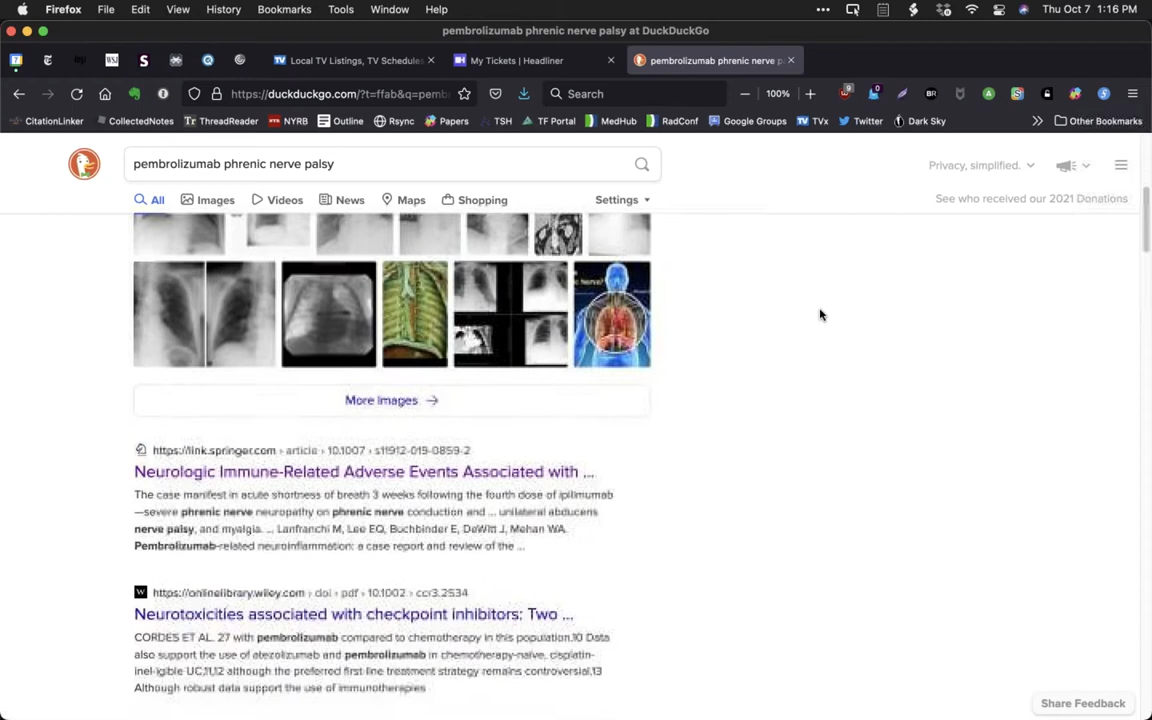 Firefox File Edit View History Bookmarks Tools Window Help Thu Oct 7 1:16 PM
pembrolizumab phrenic nerve palsy at DuckDuckGo
Local TV Listings, TV Schedules My Tickets | Headliner pembrolizumab phrenic nerve p
https://duckduckgo.com/?t=ffab&q=pemb Search 100%
CitationLinker CollectedNotes ThreadReader NYRB Outline Rsync Papers TSH TF Portal MedHub RadConf Google Groups TVx Twitter Dark Sky Other Bookmarks
pembrolizumab phrenic nerve palsy
Privacy, simplified.
All Images Videos News Maps Shopping Settings
See who received our 2021 Donations
More Images
https://link.springer.com › article › 10.1007 › s11912-019-0859-2
Neurologic Immune-Related Adverse Events Associated with ...
The case manifest in acute shortness of breath 3 weeks following the fourth dose of ipilimumab
—severe phrenic nerve neuropathy on phrenic nerve conduction and ... unilateral abducens
nerve palsy, and myalgia. ... Lanfranchi M, Lee EQ, Buchbinder E, DeWitt J, Mehan WA.
Pembrolizumab-related neuroinflammation: a case report and review of the ...
https://onlinelibrary.wiley.com › doi › pdf › 10.1002 › ccr3.2534
Neurotoxicities associated with checkpoint inhibitors: Two ...
CORDES ET AL. 27 with pembrolizumab compared to chemotherapy in this population.10 Data
also support the use of atezolizumab and pembrolizumab in chemotherapy-naive, cisplatin-
inel-igible UC,11,12 although the preferred first-line treatment strategy remains controversial.13
Although robust data support the use of immunotherapies
Share Feedback